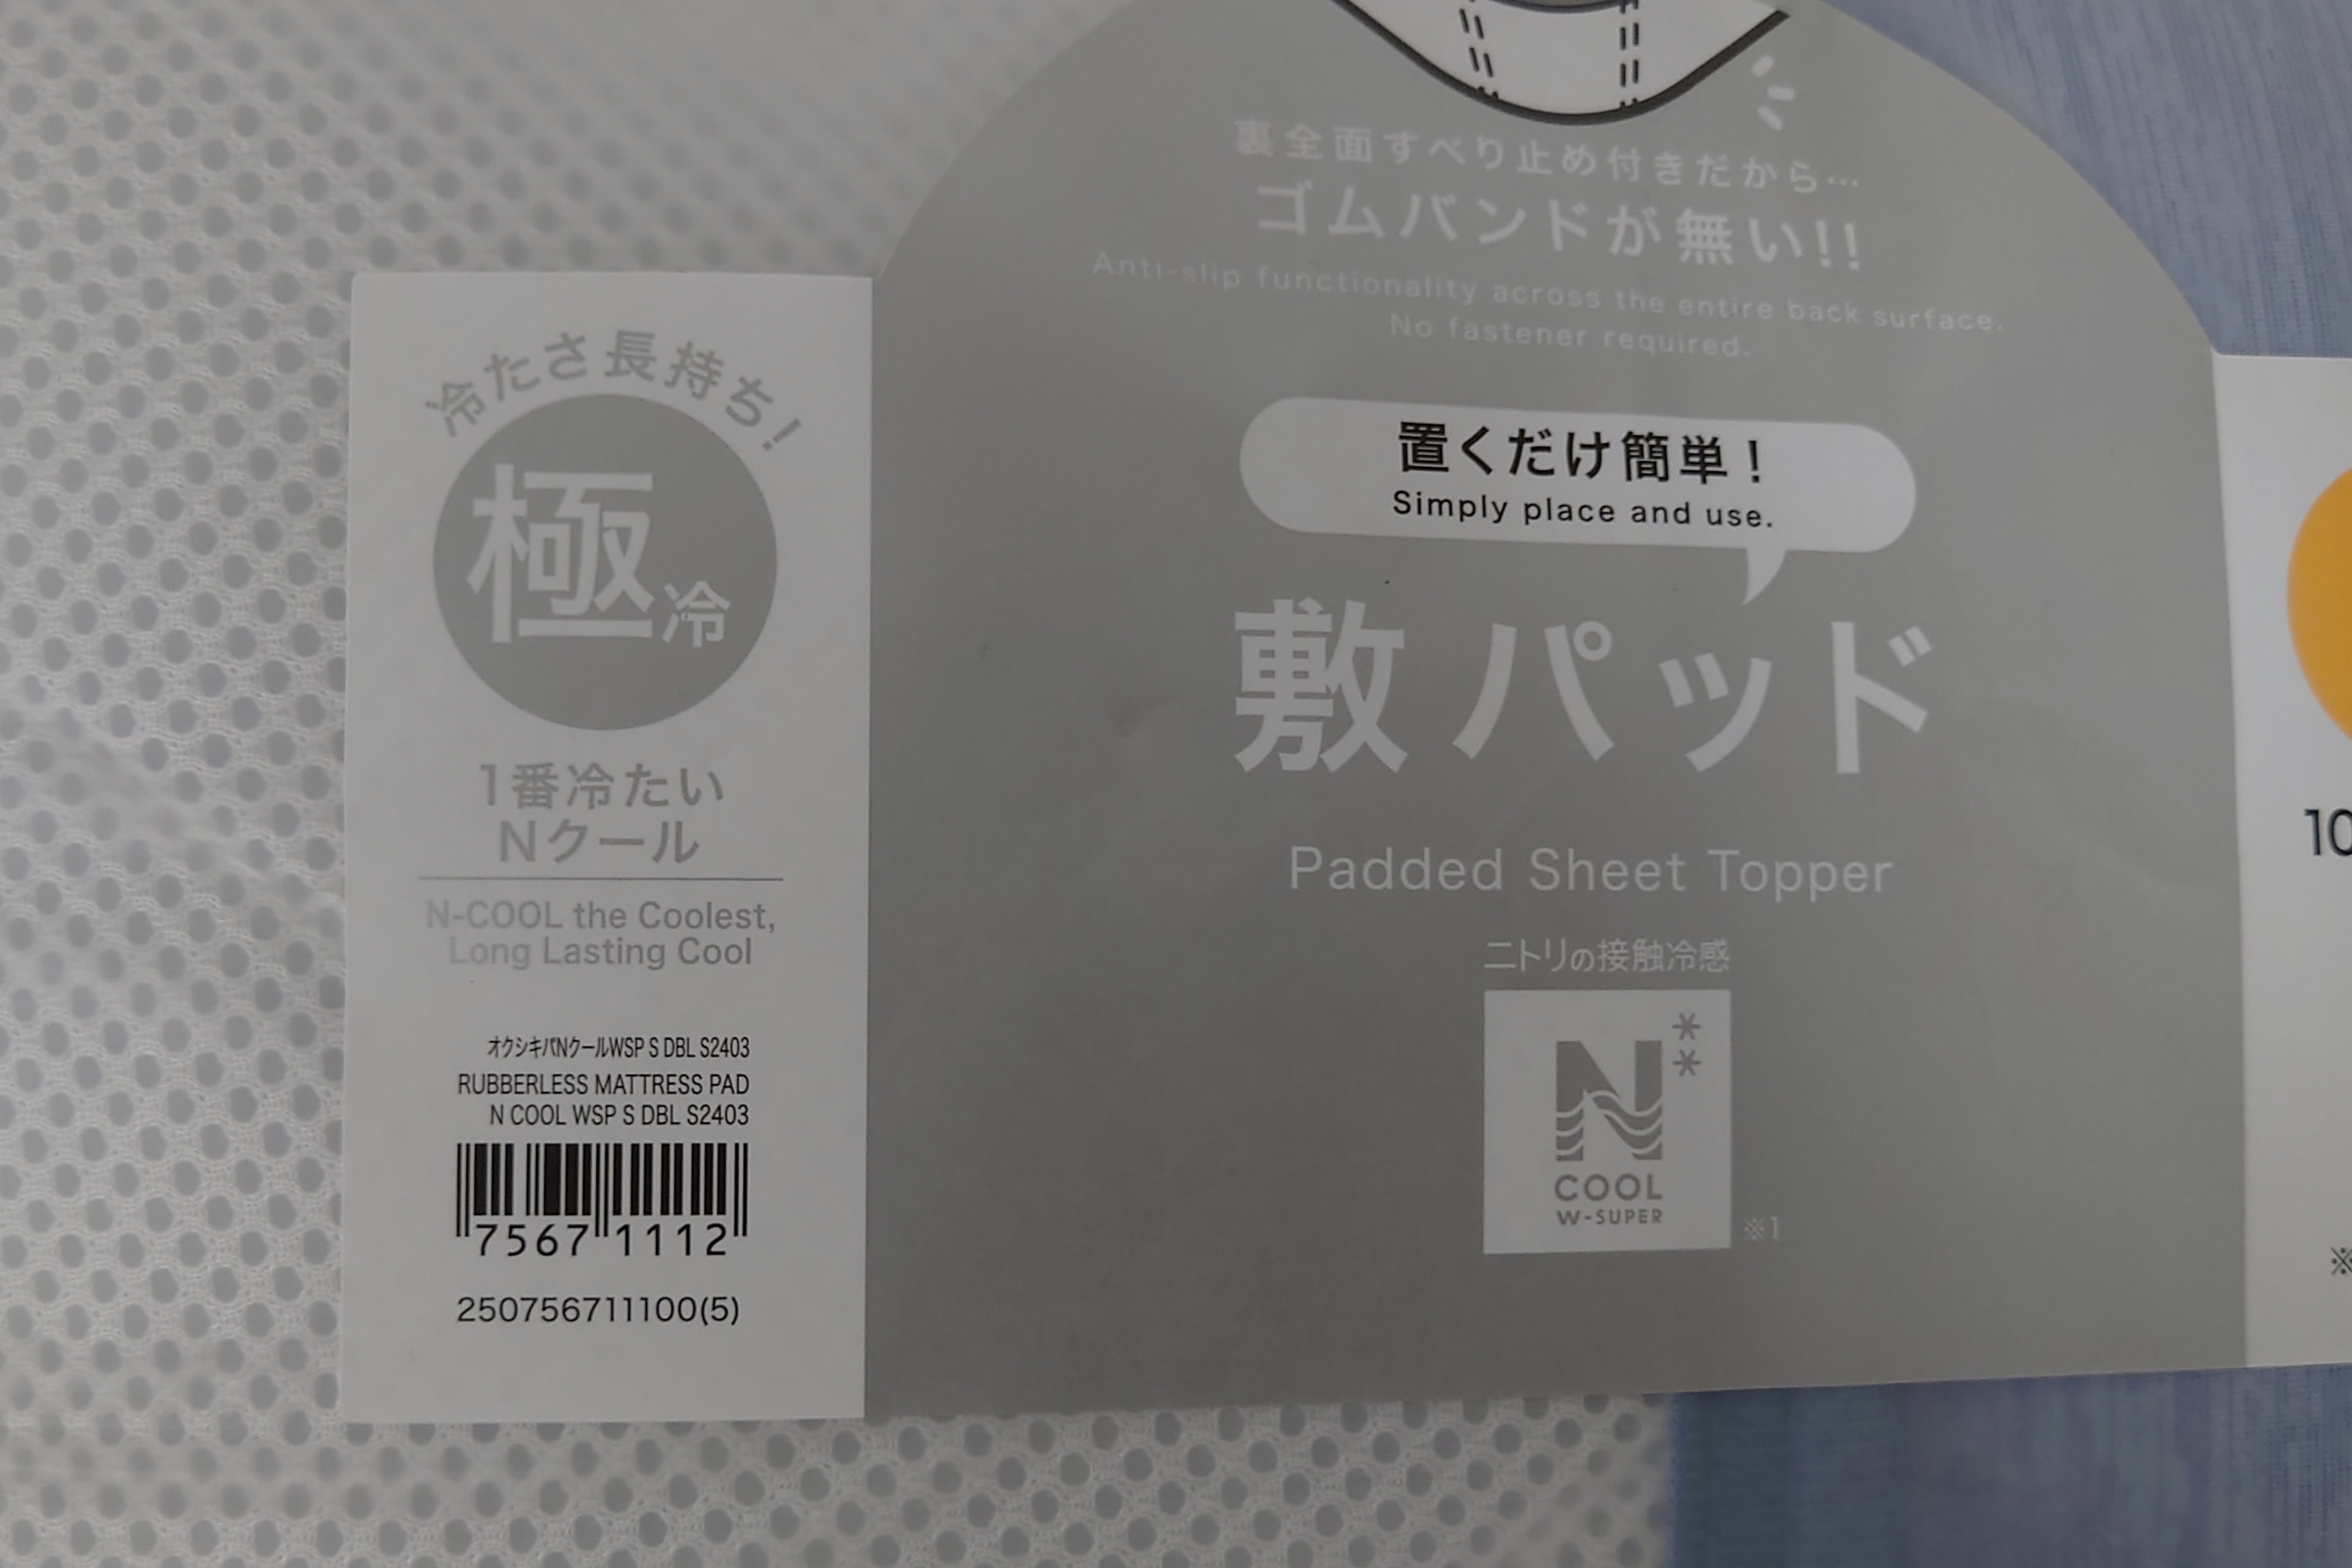 冷たさ長持ち!
極冷
1番冷たい
Nクール
N-COOL the Coolest,
Long Lasting Cool
オクシキパNクールWSP S DBL S2403
RUBBERLESS MATTRESS PAD
N COOL WSP S DBL S2403
7567 1112
250756711100(5)
裏全面すべり止め付きだから…
ゴムバンドが無い!!
Anti-slip functionality across the entire back surface.
No fastener required.
置くだけ簡単!
Simply place and use.
敷パッド
Padded Sheet Topper
ニトリの接触冷感
N**
COOL
W-SUPER
※1
10
※